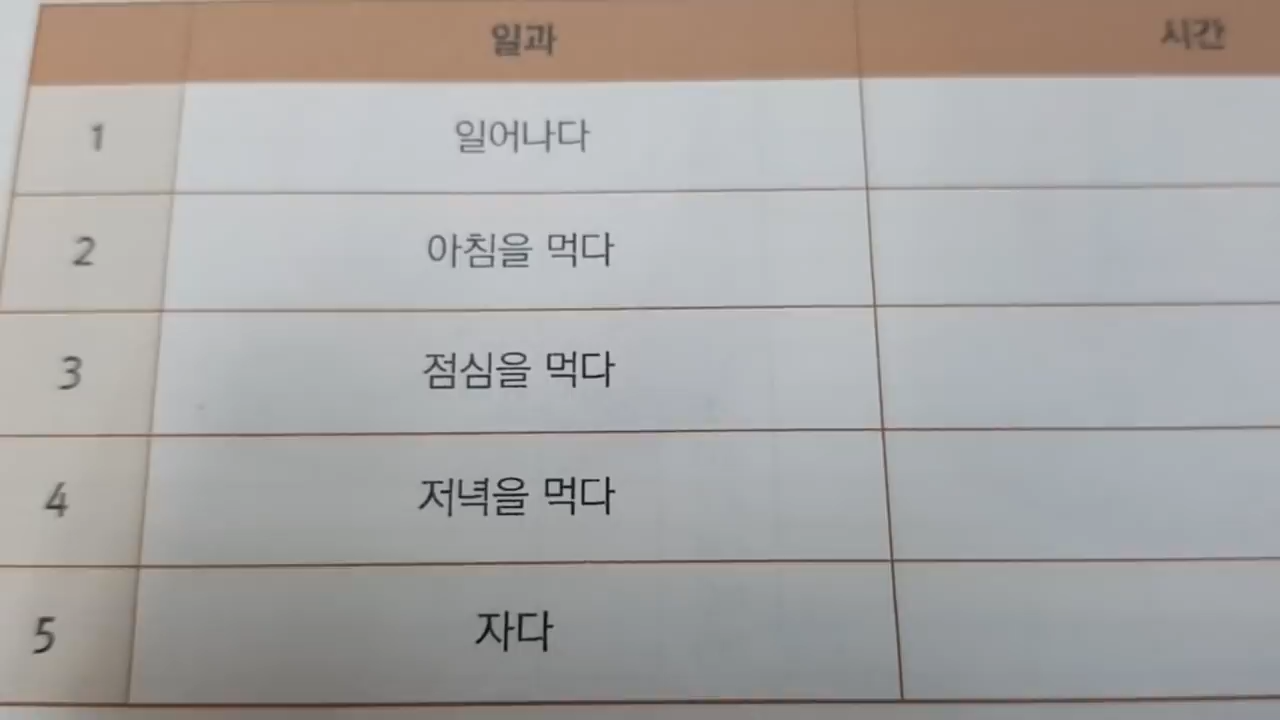 일과 시간
1 일어나다
2 아침을 먹다
3 점심을 먹다
4 저녁을 먹다
5 자다